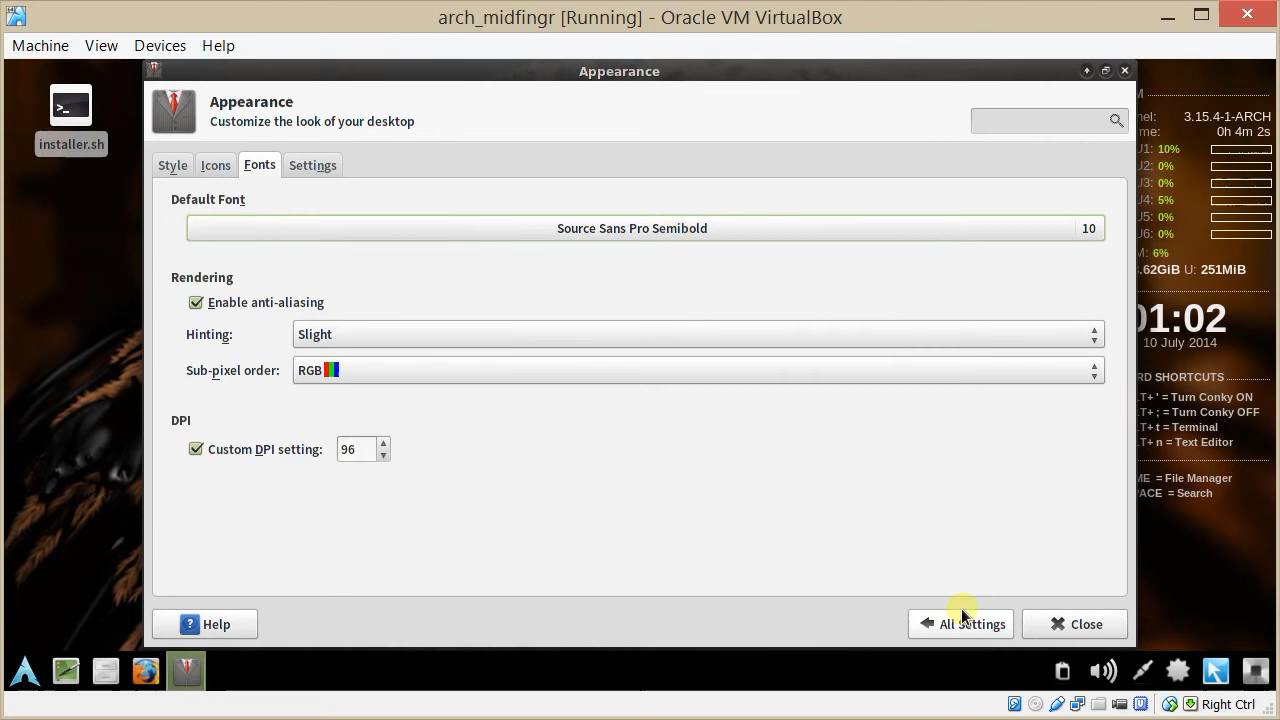 arch_midfingr [Running] - Oracle VM VirtualBox
Machine View Devices Help
Appearance
Appearance
Customize the look of your desktop
installer.sh
Style Icons Fonts Settings
Default Font
Source Sans Pro Semibold 10
Rendering
Enable anti-aliasing
Hinting: Slight
Sub-pixel order: RGB
DPI
Custom DPI setting: 96
Help
All Settings
Close
3.15.4-1-ARCH
0h 4m 2s
10%
0%
0%
5%
0%
0%
6%
U: 251MiB
01:02
10 July 2014
SHORTCUTS
' = Turn Conky ON
; = Turn Conky OFF
t = Terminal
n = Text Editor
= File Manager
= Search
Right Ctrl